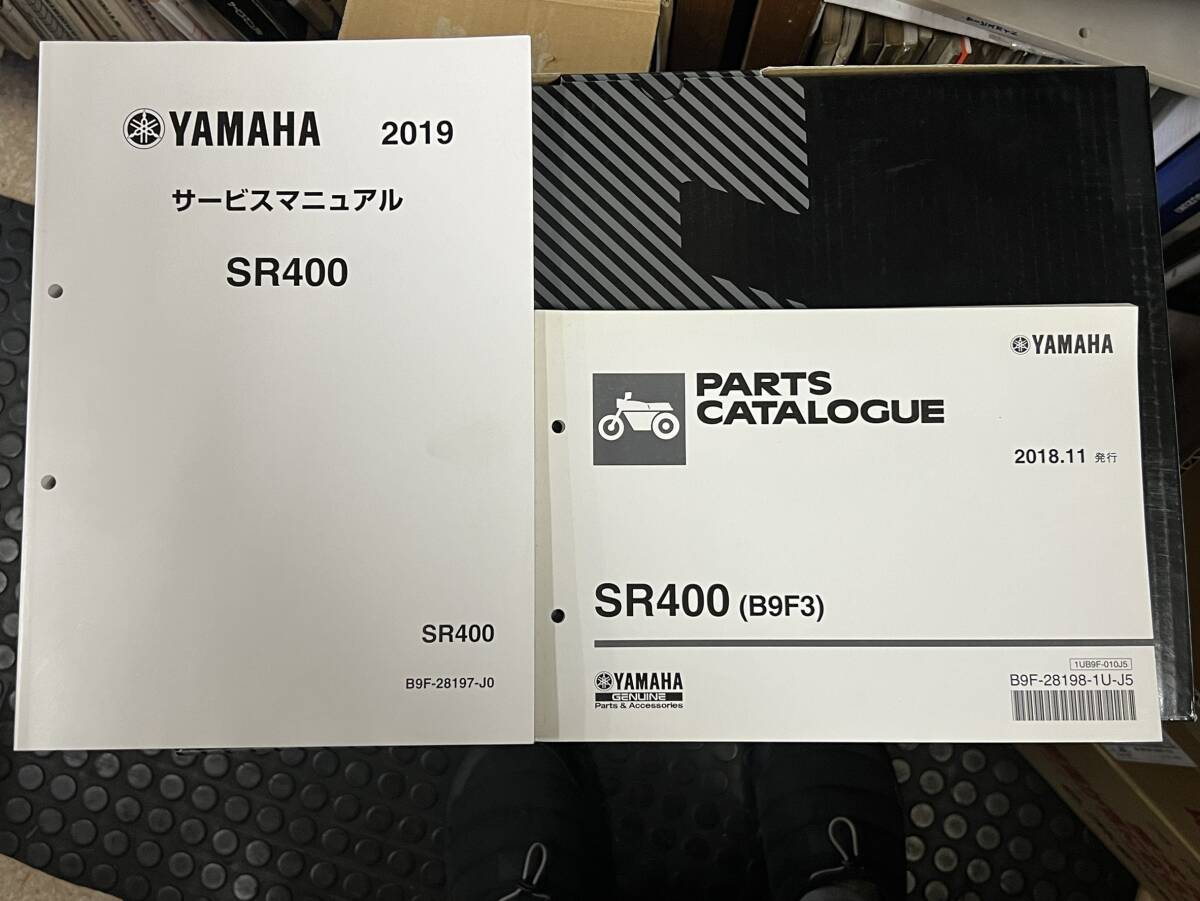 YAMAHA 2019
サービスマニュアル
SR400
SR400
B9F-28197-J0
YAMAHA
PARTS
CATALOGUE
2018.11 発行
SR400 (B9F3)
YAMAHA
GENUINE
Parts & Accessories
1UB9F-010J5
B9F-28198-1U-J5